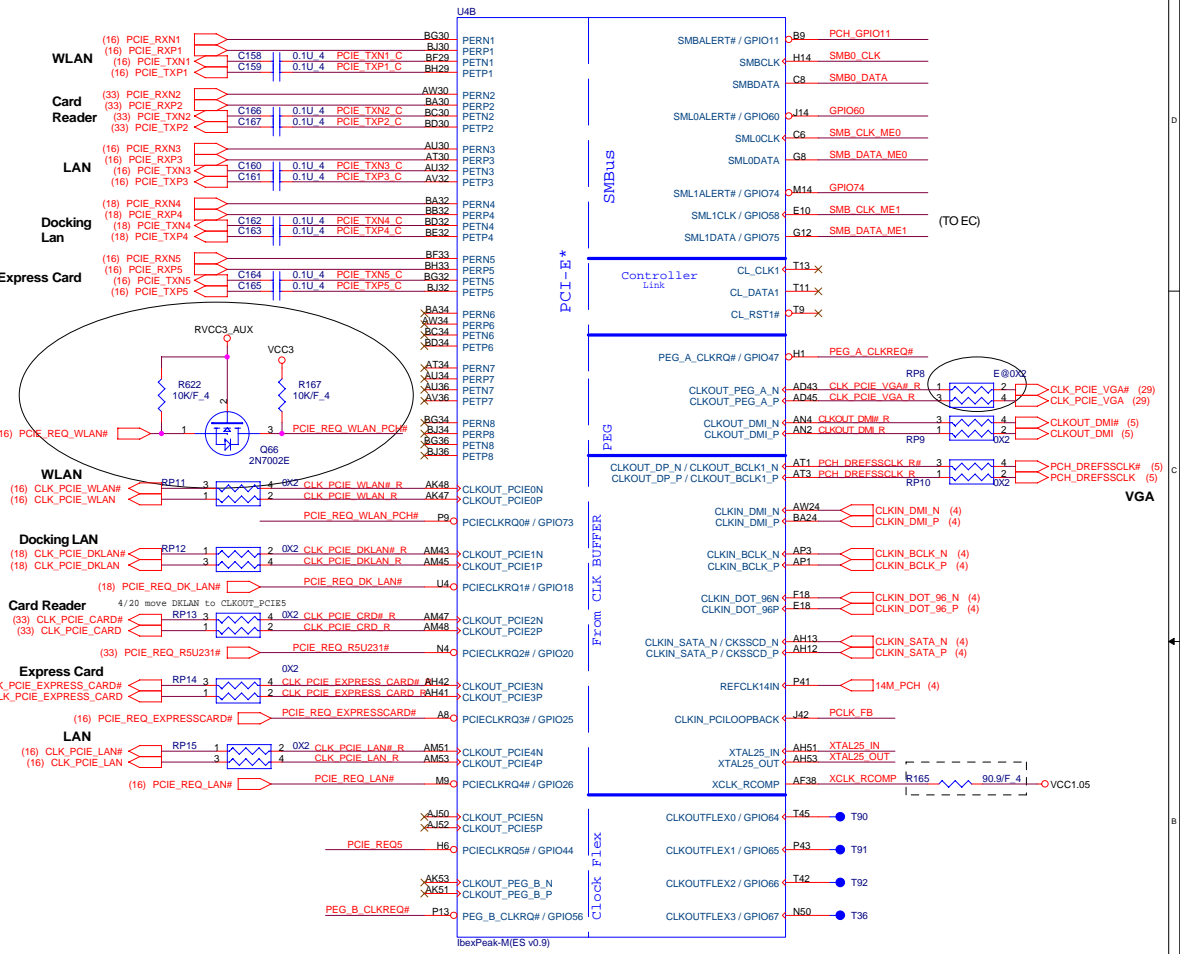 U4B
WLAN
(16) PCIE_RXN1 BG30 PERN1
(16) PCIE_RXP1 BJ30 PERP1
(16) PCIE_TXN1 C158 0.1U_4 PCIE_TXN1_C BF29 PETN1
(16) PCIE_TXP1 C159 0.1U_4 PCIE_TXP1_C BH29 PETP1
Card
Reader
(33) PCIE_RXN2 AW30 PERN2
(33) PCIE_RXP2 BA30 PERP2
(33) PCIE_TXN2 C166 0.1U_4 PCIE_TXN2_C BC30 PETN2
(33) PCIE_TXP2 C167 0.1U_4 PCIE_TXP2_C BD30 PETP2
LAN
(16) PCIE_RXN3 AU30 PERN3
(16) PCIE_RXP3 AT30 PERP3
(16) PCIE_TXN3 C160 0.1U_4 PCIE_TXN3_C AU32 PETN3
(16) PCIE_TXP3 C161 0.1U_4 PCIE_TXP3_C AV32 PETP3
Docking
Lan
(18) PCIE_RXN4 BA32 PERN4
(18) PCIE_RXP4 BB32 PERP4
(18) PCIE_TXN4 C162 0.1U_4 PCIE_TXN4_C BD32 PETN4
(18) PCIE_TXP4 C163 0.1U_4 PCIE_TXP4_C BE32 PETP4
Express Card
(16) PCIE_RXN5 BF33 PERN5
(16) PCIE_RXP5 BH33 PERP5
(16) PCIE_TXN5 C164 0.1U_4 PCIE_TXN5_C BG32 PETN5
(16) PCIE_TXP5 C165 0.1U_4 PCIE_TXP5_C BJ32 PETP5
BA34 PERN6
AW34 PERP6
BC34 PETN6
BD34 PETP6
AT34 PERN7
AU34 PERP7
AU36 PETN7
AV36 PETP7
BG34 PERN8
BJ34 PERP8
BG36 PETN8
BJ36 PETP8
RVCC3_AUX
VCC3
R622
10K/F_4
R167
10K/F_4
2
16) PCIE_REQ_WLAN# 1 3 PCIE_REQ_WLAN_PCH#
Q66
2N7002E
WLAN
(16) CLK_PCIE_WLAN# RP11 3 4 0X2 CLK_PCIE_WLAN#_R AK48 CLKOUT_PCIE0N
(16) CLK_PCIE_WLAN 1 2 CLK_PCIE_WLAN_R AK47 CLKOUT_PCIE0P
PCIE_REQ_WLAN_PCH# P9 PCIECLKRQ0# / GPIO73
Docking LAN
(18) CLK_PCIE_DKLAN# RP12 1 2 0X2 CLK_PCIE_DKLAN#_R AM43 CLKOUT_PCIE1N
(18) CLK_PCIE_DKLAN 3 4 CLK_PCIE_DKLAN_R AM45 CLKOUT_PCIE1P
(18) PCIE_REQ_DK_LAN# PCIE_REQ_DK_LAN# U4 PCIECLKRQ1# / GPIO18
4/20 move DKLAN to CLKOUT_PCIE5
Card Reader
(33) CLK_PCIE_CARD# RP13 3 4 0X2 CLK_PCIE_CRD#_R AM47 CLKOUT_PCIE2N
(33) CLK_PCIE_CARD 1 2 CLK_PCIE_CRD_R AM48 CLKOUT_PCIE2P
(33) PCIE_REQ_R5U231# PCIE_REQ_R5U231# N4 PCIECLKRQ2# / GPIO20
Express Card
K_PCIE_EXPRESS_CARD# RP14 3 4 0X2 CLK_PCIE_EXPRESS_CARD#_R AH42 CLKOUT_PCIE3N
LK_PCIE_EXPRESS_CARD 1 2 CLK_PCIE_EXPRESS_CARD_R AH41 CLKOUT_PCIE3P
(16) PCIE_REQ_EXPRESSCARD# PCIE_REQ_EXPRESSCARD# A8 PCIECLKRQ3# / GPIO25
LAN
(16) CLK_PCIE_LAN# RP15 1 2 0X2 CLK_PCIE_LAN#_R AM51 CLKOUT_PCIE4N
(16) CLK_PCIE_LAN 3 4 CLK_PCIE_LAN_R AM53 CLKOUT_PCIE4P
(16) PCIE_REQ_LAN# PCIE_REQ_LAN# M9 PCIECLKRQ4# / GPIO26
AJ50 CLKOUT_PCIE5N
AJ52 CLKOUT_PCIE5P
PCIE_REQ5 H6 PCIECLKRQ5# / GPIO44
AK53 CLKOUT_PEG_B_N
AK51 CLKOUT_PEG_B_P
PEG_B_CLKREQ# P13 PEG_B_CLKRQ# / GPIO56
IbexPeak-M(ES v0.9)
PCI-E*
SMBus
Controller
Link
PEG
From CLK BUFFER
Clock Flex
SMBALERT# / GPIO11 B9 PCH_GPIO11
SMBCLK H14 SMB0_CLK
SMBDATA C8 SMB0_DATA
SML0ALERT# / GPIO60 J14 GPIO60
SML0CLK C6 SMB_CLK_ME0
SML0DATA G8 SMB_DATA_ME0
SML1ALERT# / GPIO74 M14 GPIO74
SML1CLK / GPIO58 E10 SMB_CLK_ME1
(TO EC)
SML1DATA / GPIO75 G12 SMB_DATA_ME1
CL_CLK1 T13
CL_DATA1 T11
CL_RST1# T9
PEG_A_CLKRQ# / GPIO47 H1 PEG_A_CLKREQ#
RP8 E@0X2
CLKOUT_PEG_A_N AD43 CLK_PCIE_VGA#_R 1 2 CLK_PCIE_VGA# (29)
CLKOUT_PEG_A_P AD45 CLK_PCIE_VGA_R 3 4 CLK_PCIE_VGA (29)
CLKOUT_DMI_N AN4 CLKOUT_DMI#_R 3 4 CLKOUT_DMI# (5)
CLKOUT_DMI_P AN2 CLKOUT_DMI_R 1 2 CLKOUT_DMI (5)
RP9 0X2
CLKOUT_DP_N / CLKOUT_BCLK1_N AT1 PCH_DREFSSCLK_R# 3 4 PCH_DREFSSCLK# (5)
CLKOUT_DP_P / CLKOUT_BCLK1_P AT3 PCH_DREFSSCLK_R 1 2 PCH_DREFSSCLK (5)
RP10 0X2
VGA
CLKIN_DMI_N AW24 CLKIN_DMI_N (4)
CLKIN_DMI_P BA24 CLKIN_DMI_P (4)
CLKIN_BCLK_N AP3 CLKIN_BCLK_N (4)
CLKIN_BCLK_P AP1 CLKIN_BCLK_P (4)
CLKIN_DOT_96N F18 CLKIN_DOT_96_N (4)
CLKIN_DOT_96P E18 CLKIN_DOT_96_P (4)
CLKIN_SATA_N / CKSSCD_N AH13 CLKIN_SATA_N (4)
CLKIN_SATA_P / CKSSCD_P AH12 CLKIN_SATA_P (4)
REFCLK14IN P41 14M_PCH (4)
CLKIN_PCILOOPBACK J42 PCLK_FB
XTAL25_IN AH51 XTAL25_IN
XTAL25_OUT AH53 XTAL25_OUT
XCLK_RCOMP AF38 XCLK_RCOMP R165 90.9/F_4 VCC1.05
CLKOUTFLEX0 / GPIO64 T45 T90
CLKOUTFLEX1 / GPIO65 P43 T91
CLKOUTFLEX2 / GPIO66 T42 T92
CLKOUTFLEX3 / GPIO67 N50 T36
D
C
B